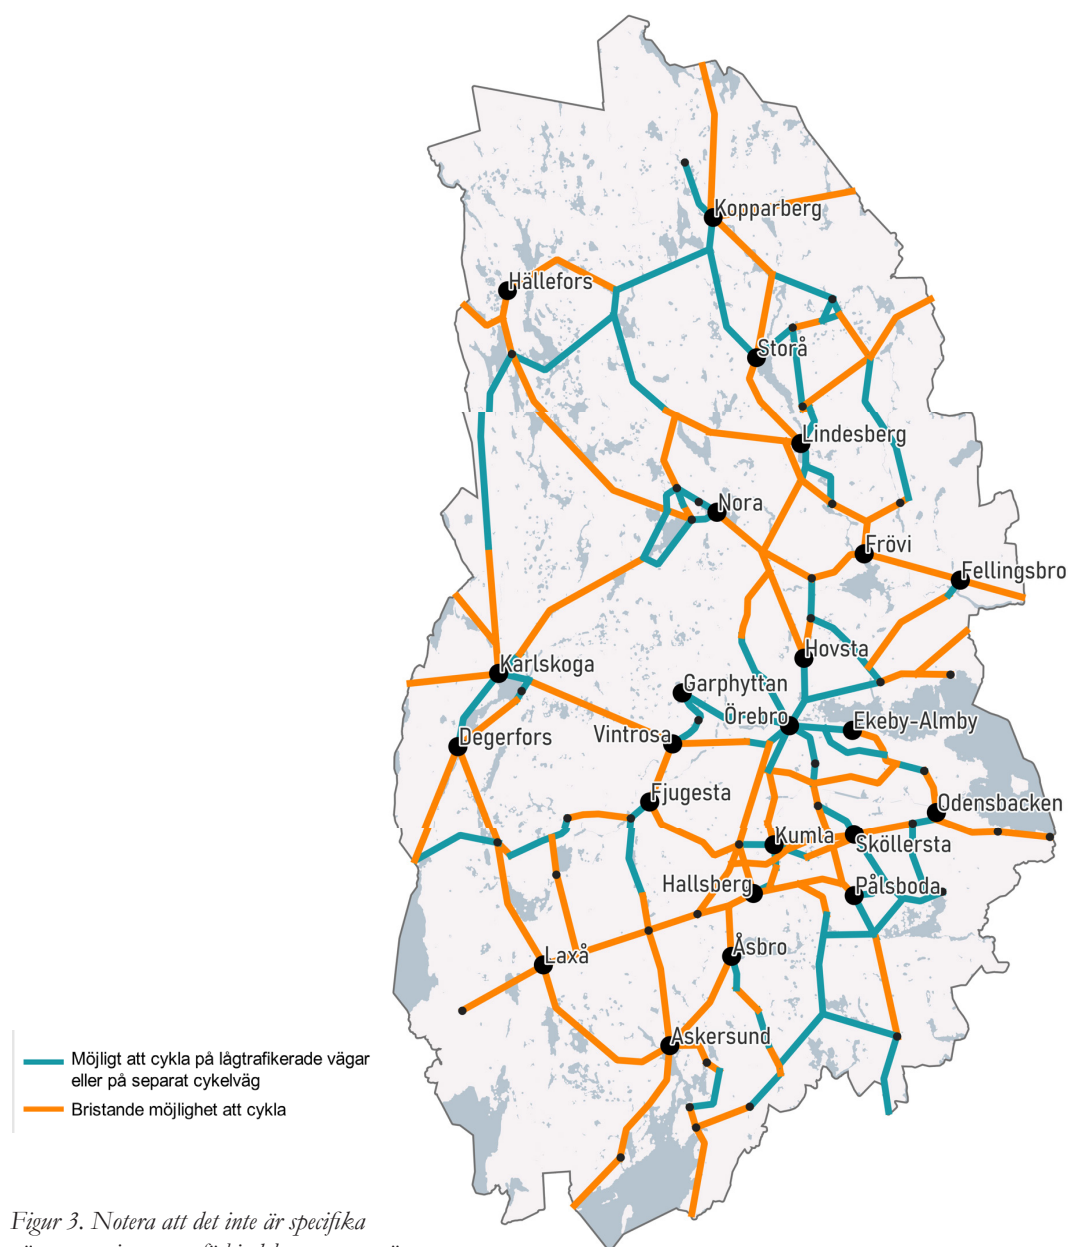 Kopparberg
Hällefors
Storå
Lindesberg
Nora
Frövi
Fellingsbro
Hovsta
Karlskoga
Garphyttan
Örebro
Ekeby-Almby
Degerfors
Vintrosa
Fjugesta
Odensbacken
Kumla
Sköllersta
Hallsberg
Pålsboda
Åsbro
Laxå
Askersund
Möjligt att cykla på lågtrafikerade vägar
eller på separat cykelväg
Bristande möjlighet att cykla
Figur 3. Notera att det inte är specifika